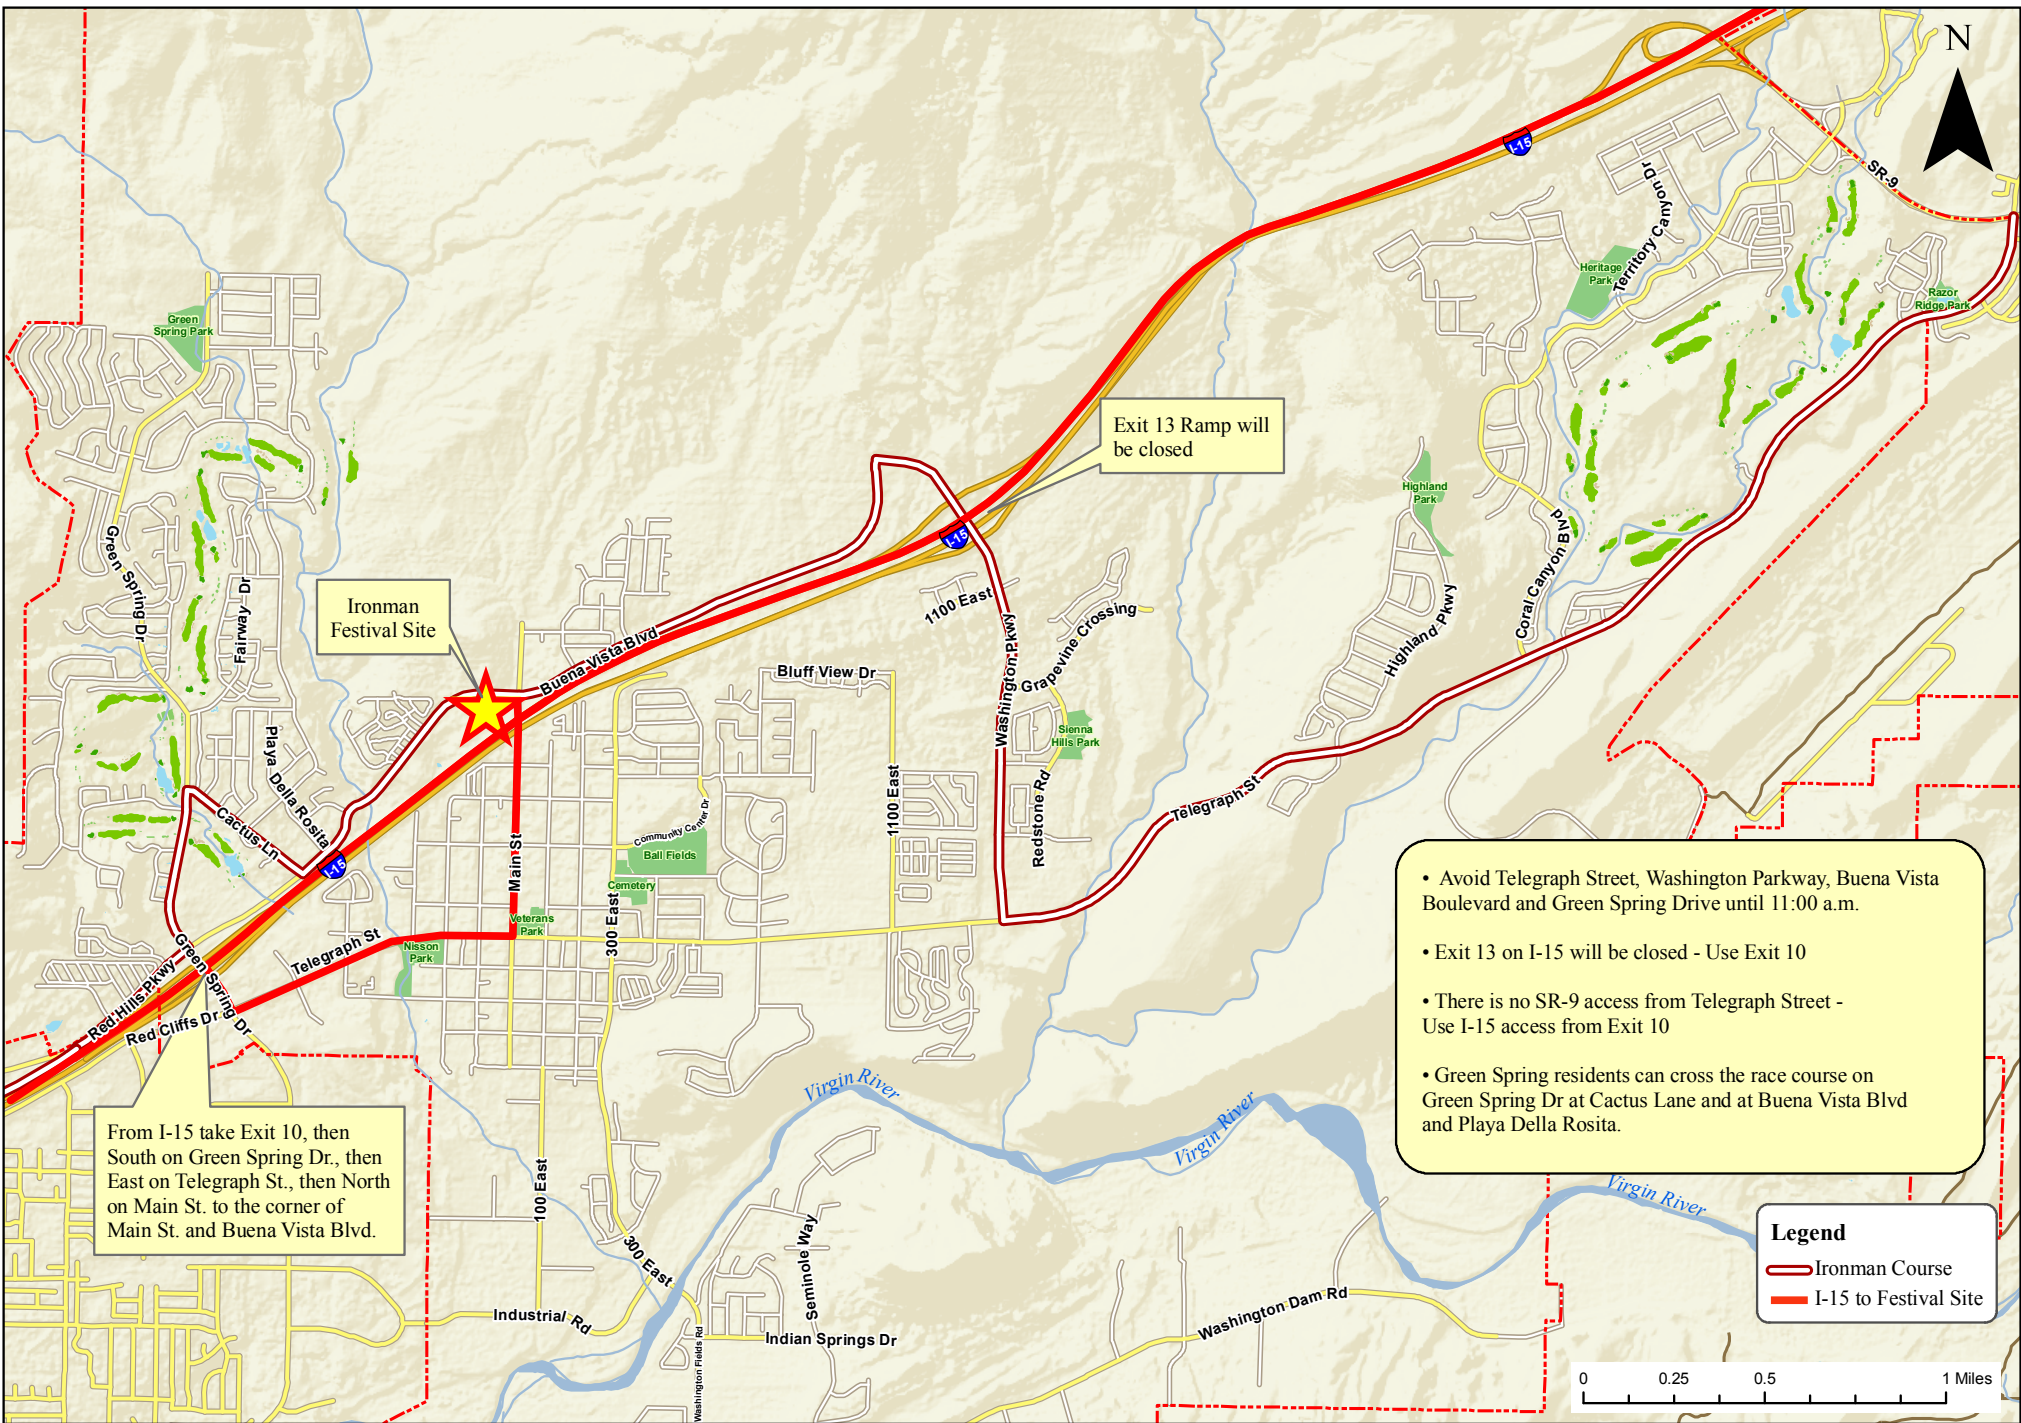 N
I-15
SR-9
Territory Canyon Dr
Heritage
Park
Razor
Ridge Park
Green
Spring Park
Exit 13 Ramp will
be closed
Highland
Park
I-15
Green Spring Dr
Fairway Dr
Coral Canyon Blvd
Ironman
Festival Site
1100 East
Grapevine Crossing
Highland Pkwy
Buena Vista Blvd
Bluff View Dr
Washington Pkwy
Sienna
Hills Park
Playa Della Rosita
Cactus Ln
1100 East
Redstone Rd
Telegraph St
Community Center Dr
Ball Fields
Main St
I-15
Cemetery
300 East
Veterans
Park
Nisson
Park
Telegraph St
Green Spring Dr
Red Hills Pkwy
Red Cliffs Dr
• Avoid Telegraph Street, Washington Parkway, Buena Vista
Boulevard and Green Spring Drive until 11:00 a.m.
• Exit 13 on I-15 will be closed - Use Exit 10
• There is no SR-9 access from Telegraph Street -
Use I-15 access from Exit 10
• Green Spring residents can cross the race course on
Green Spring Dr at Cactus Lane and at Buena Vista Blvd
and Playa Della Rosita.
Virgin River
Virgin River
Virgin River
From I-15 take Exit 10, then
South on Green Spring Dr., then
East on Telegraph St., then North
on Main St. to the corner of
Main St. and Buena Vista Blvd.
100 East
300 East
Seminole Way
Industrial Rd
Indian Springs Dr
Washington Fields Rd
Washington Dam Rd
Legend
Ironman Course
I-15 to Festival Site
0 0.25 0.5 1 Miles